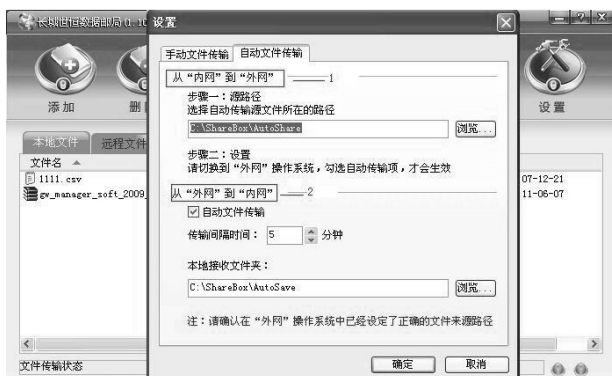 长城世恒数据邮局(1.10
设置
手动文件传输 自动文件传输
从“内网”到“外网” 1
步骤一：源路径
选择自动传输源文件所在的路径
C:\ShareBox\AutoShare 浏览...
步骤二：设置
请切换到“外网”操作系统，勾选自动传输项，才会生效
从“外网”到“内网” 2
自动文件传输
传输间隔时间： 5 分钟
本地接收文件夹：
C:\ShareBox\AutoSave 浏览...
注：请确认在“外网”操作系统中已经设定了正确的文件来源路径
确定 取消
添加 删
设置
本地文件 远程文件
文件名
1111.csv 07-12-21
gw_manager_soft_2009_ 11-06-07
文件传输状态